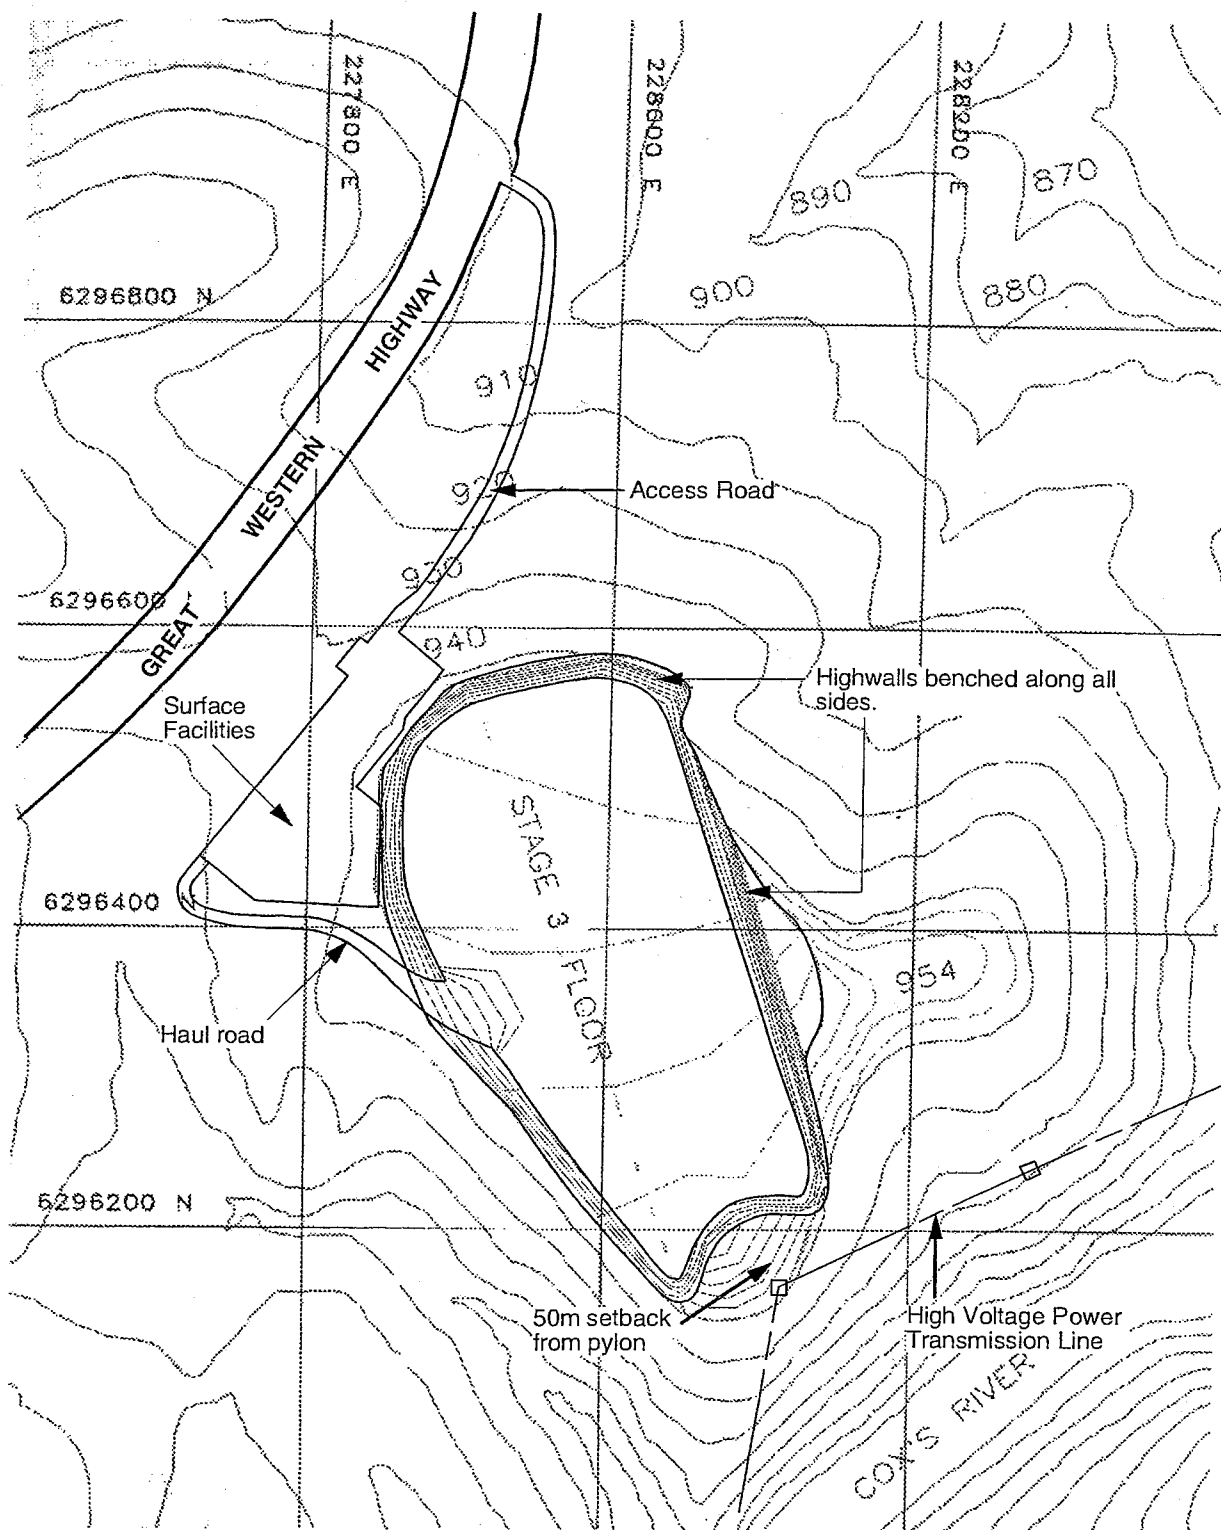 227800 E
228000 E
228200 E
890
870
6296800 N
900
880
GREAT WESTERN HIGHWAY
910
920
Access Road
930
6296600
940
Highwalls benched along all
sides.
Surface
Facilities
STAGE 3 FLOOR
6296400 N
954
Haul road
6296200 N
50m setback
from pylon
High Voltage Power
Transmission Line
COX'S RIVER